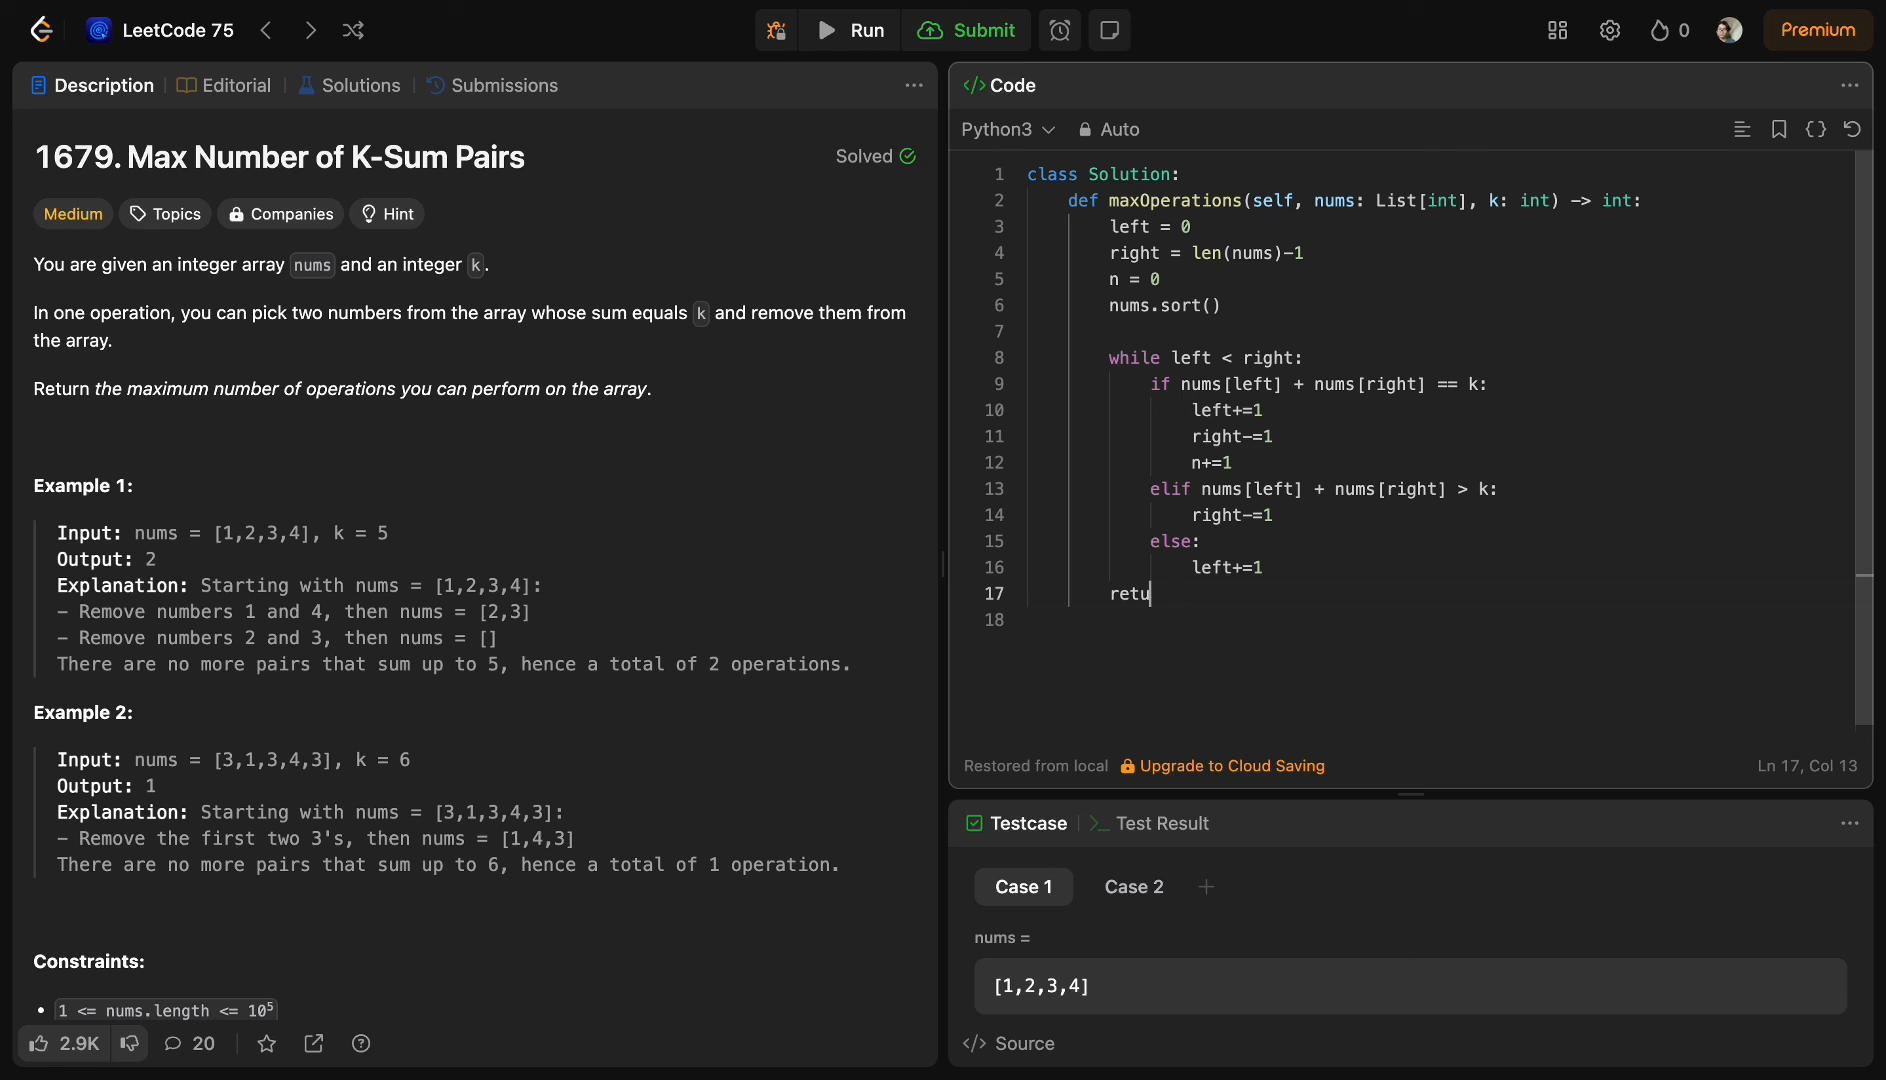 LeetCode 75
Run
Submit
0
Premium
Description
Editorial
Solutions
Submissions
1679. Max Number of K-Sum Pairs
Solved
Medium
Topics
Companies
Hint
You are given an integer array nums and an integer k.
In one operation, you can pick two numbers from the array whose sum equals k and remove them from
the array.
Return the maximum number of operations you can perform on the array.
Example 1:
Input: nums = [1,2,3,4], k = 5
Output: 2
Explanation: Starting with nums = [1,2,3,4]:
- Remove numbers 1 and 4, then nums = [2,3]
- Remove numbers 2 and 3, then nums = []
There are no more pairs that sum up to 5, hence a total of 2 operations.
Example 2:
Input: nums = [3,1,3,4,3], k = 6
Output: 1
Explanation: Starting with nums = [3,1,3,4,3]:
- Remove the first two 3's, then nums = [1,4,3]
There are no more pairs that sum up to 6, hence a total of 1 operation.
Constraints:
• 1 <= nums.length <= 10⁵
2.9K
20
</> Code
Python3
Auto
1 class Solution:
2 def maxOperations(self, nums: List[int], k: int) -> int:
3 left = 0
4 right = len(nums)-1
5 n = 0
6 nums.sort()
7
8 while left < right:
9 if nums[left] + nums[right] == k:
10 left+=1
11 right-=1
12 n+=1
13 elif nums[left] + nums[right] > k:
14 right-=1
15 else:
16 left+=1
17 retu
18
Restored from local
Upgrade to Cloud Saving
Ln 17, Col 13
Testcase
Test Result
Case 1
Case 2
nums =
[1,2,3,4]
</> Source